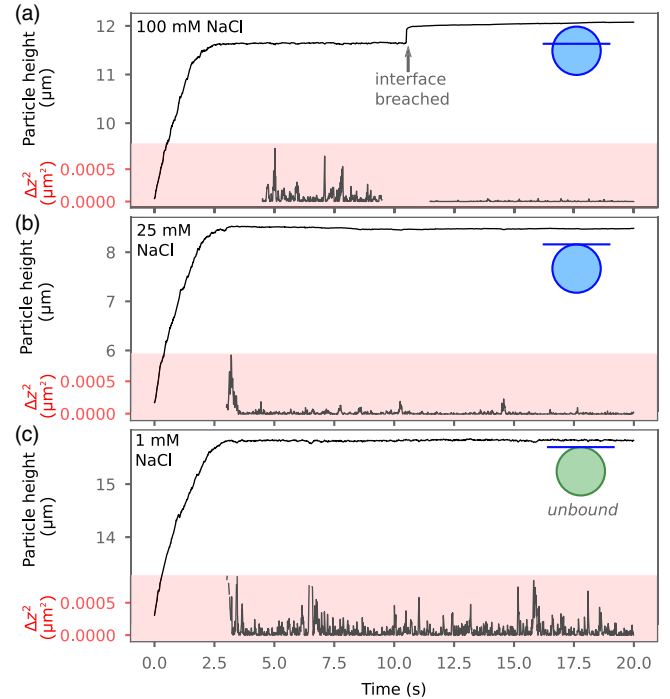 (a)
100 mM NaCl
12
11
10
Particle height
(μm)
interface
breached
0.0005
0.0000
Δz²
(μm²)
(b)
25 mM
NaCl
8
7
6
Particle height
(μm)
0.0005
0.0000
Δz²
(μm²)
(c)
1 mM
NaCl
15
14
Particle height
(μm)
unbound
0.0005
0.0000
Δz²
(μm²)
0.0 2.5 5.0 7.5 10.0 12.5 15.0 17.5 20.0
Time (s)